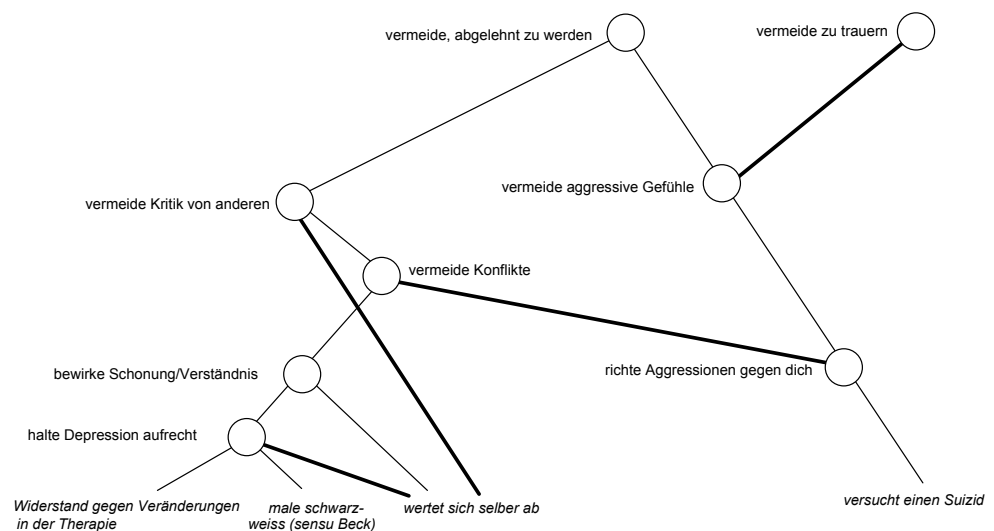 vermeide, abgelehnt zu werden
vermeide zu trauern
vermeide aggressive Gefühle
vermeide Kritik von anderen
vermeide Konflikte
richte Aggressionen gegen dich
bewirke Schonung/Verständnis
halte Depression aufrecht
Widerstand gegen Veränderungen
in der Therapie
male schwarz-
weiss (sensu Beck)
wertet sich selber ab
versucht einen Suizid